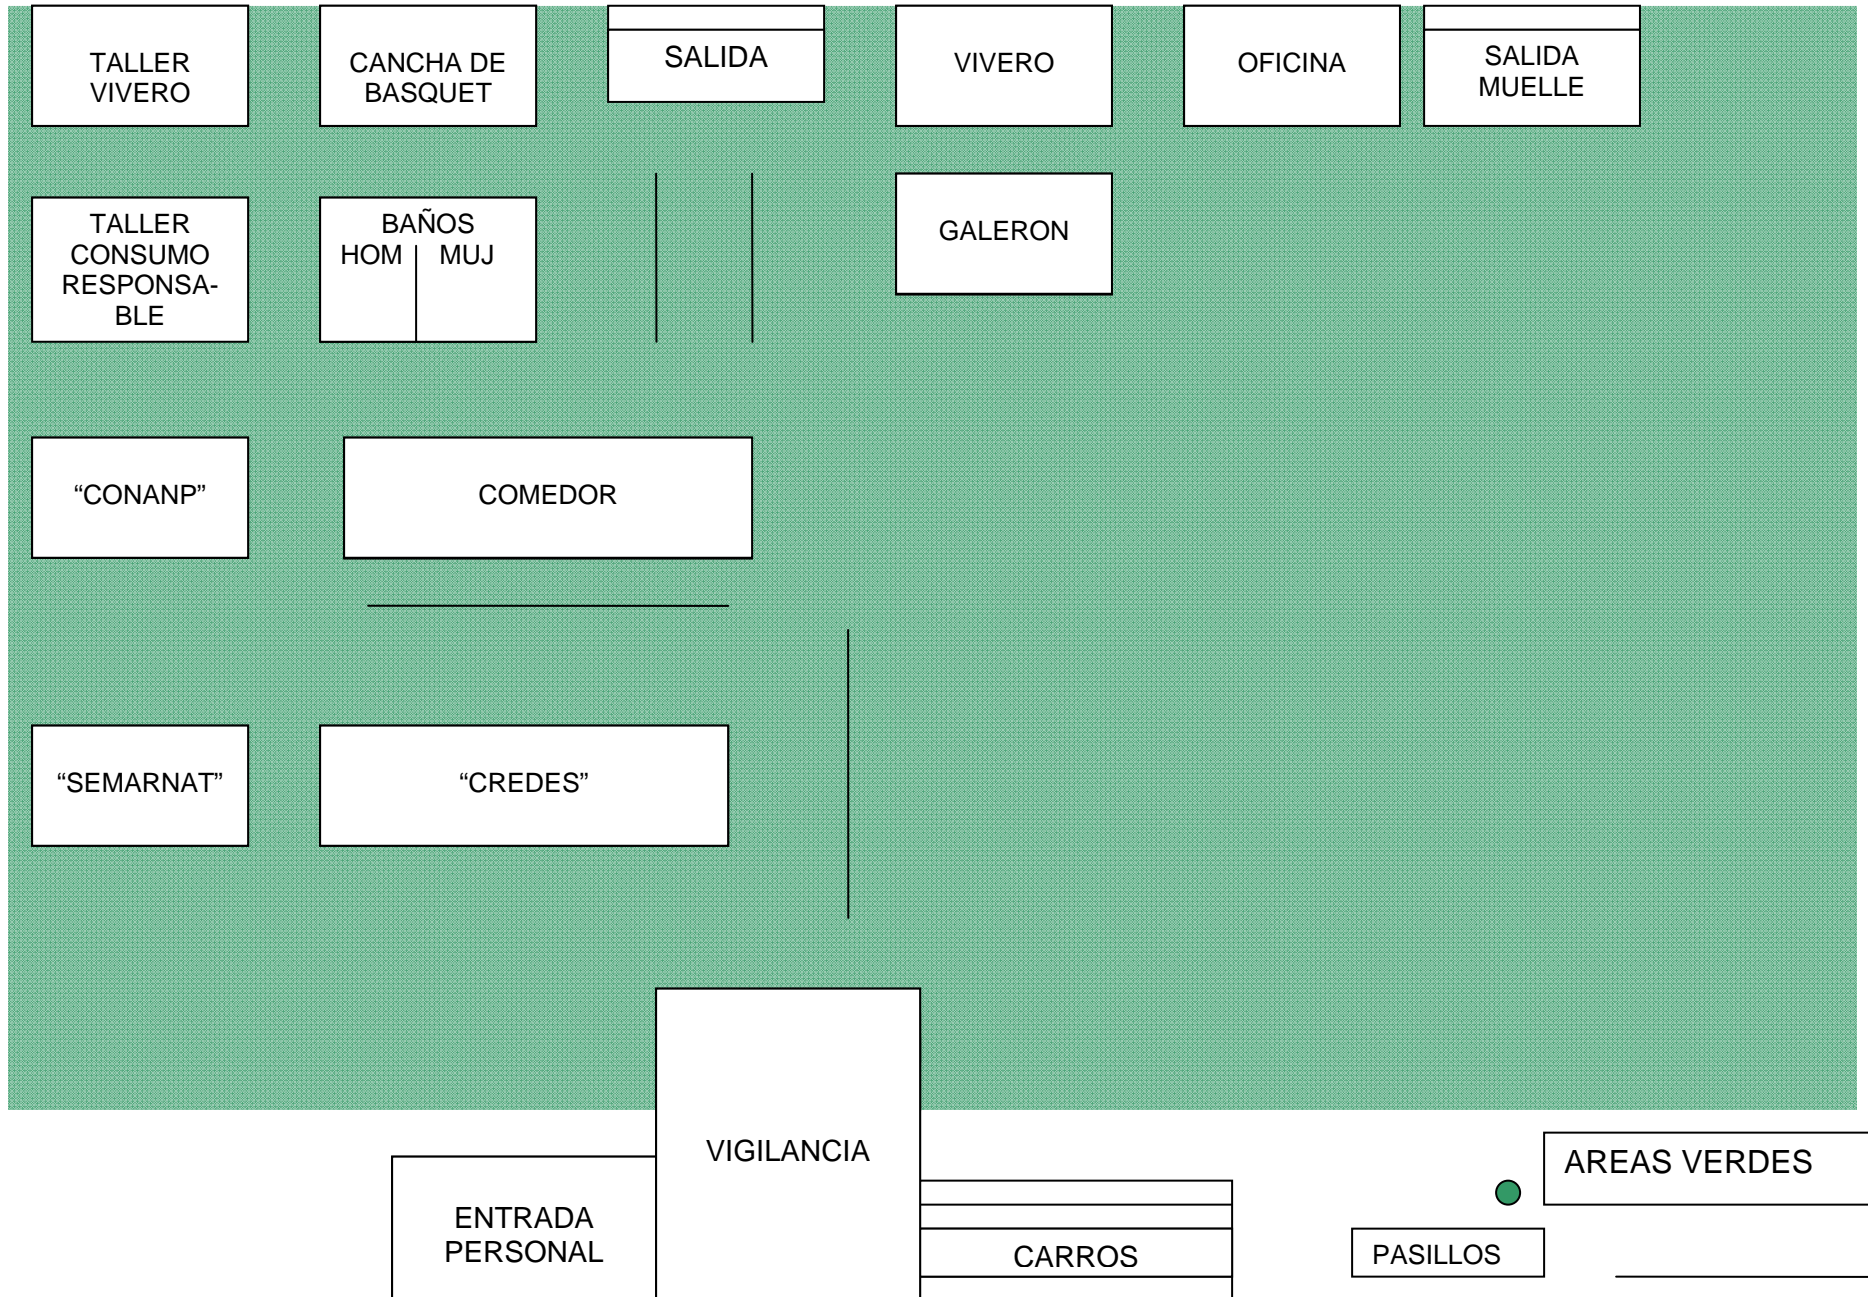 TALLER
VIVERO
CANCHA DE
BASQUET
SALIDA
VIVERO
OFICINA
SALIDA
MUELLE
TALLER
CONSUMO
RESPONSA-
BLE
BAÑOS
HOM MUJ
GALERON
“CONANP”
COMEDOR
“SEMARNAT”
“CREDES”
VIGILANCIA
ENTRADA
PERSONAL
CARROS
AREAS VERDES
PASILLOS